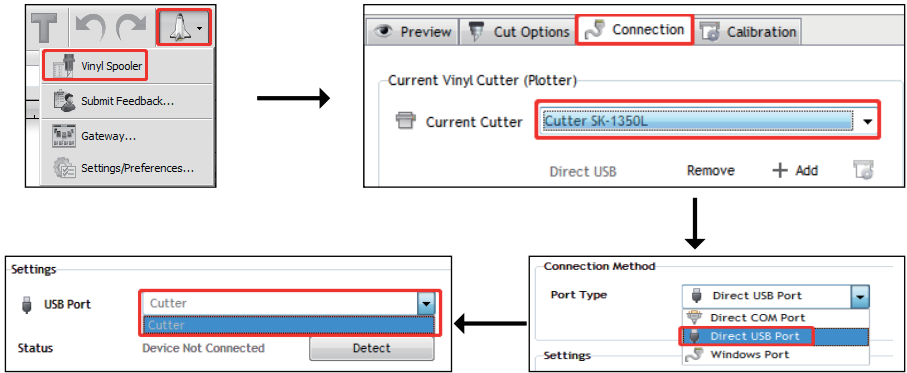 T
Vinyl Spooler
Submit Feedback...
Gateway...
Settings/Preferences...
Preview
Cut Options
Connection
Calibration
Current Vinyl Cutter (Plotter)
Current Cutter
Cutter SK-1350L
Direct USB
Remove
Add
Connection Method
Port Type
Direct USB Port
Direct COM Port
Direct USB Port
Windows Port
Settings
Settings
USB Port
Cutter
Cutter
Status
Device Not Connected
Detect